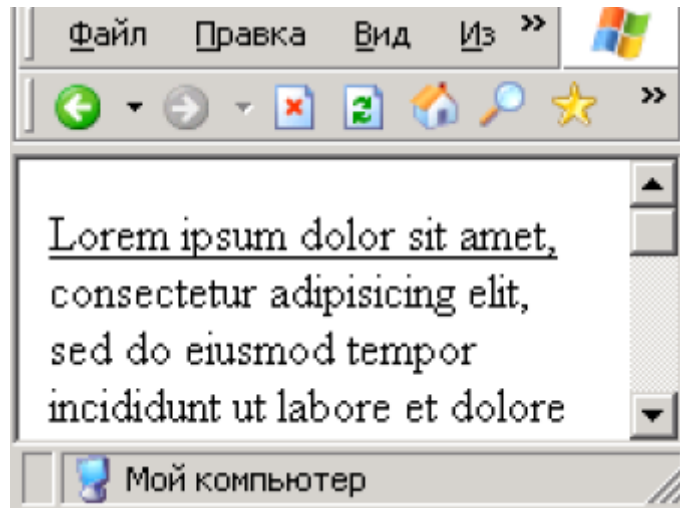 Файл Правка Вид Из »
»
Lorem ipsum dolor sit amet,
consectetur adipisicing elit,
sed do eiusmod tempor
incididunt ut labore et dolore
Мой компьютер